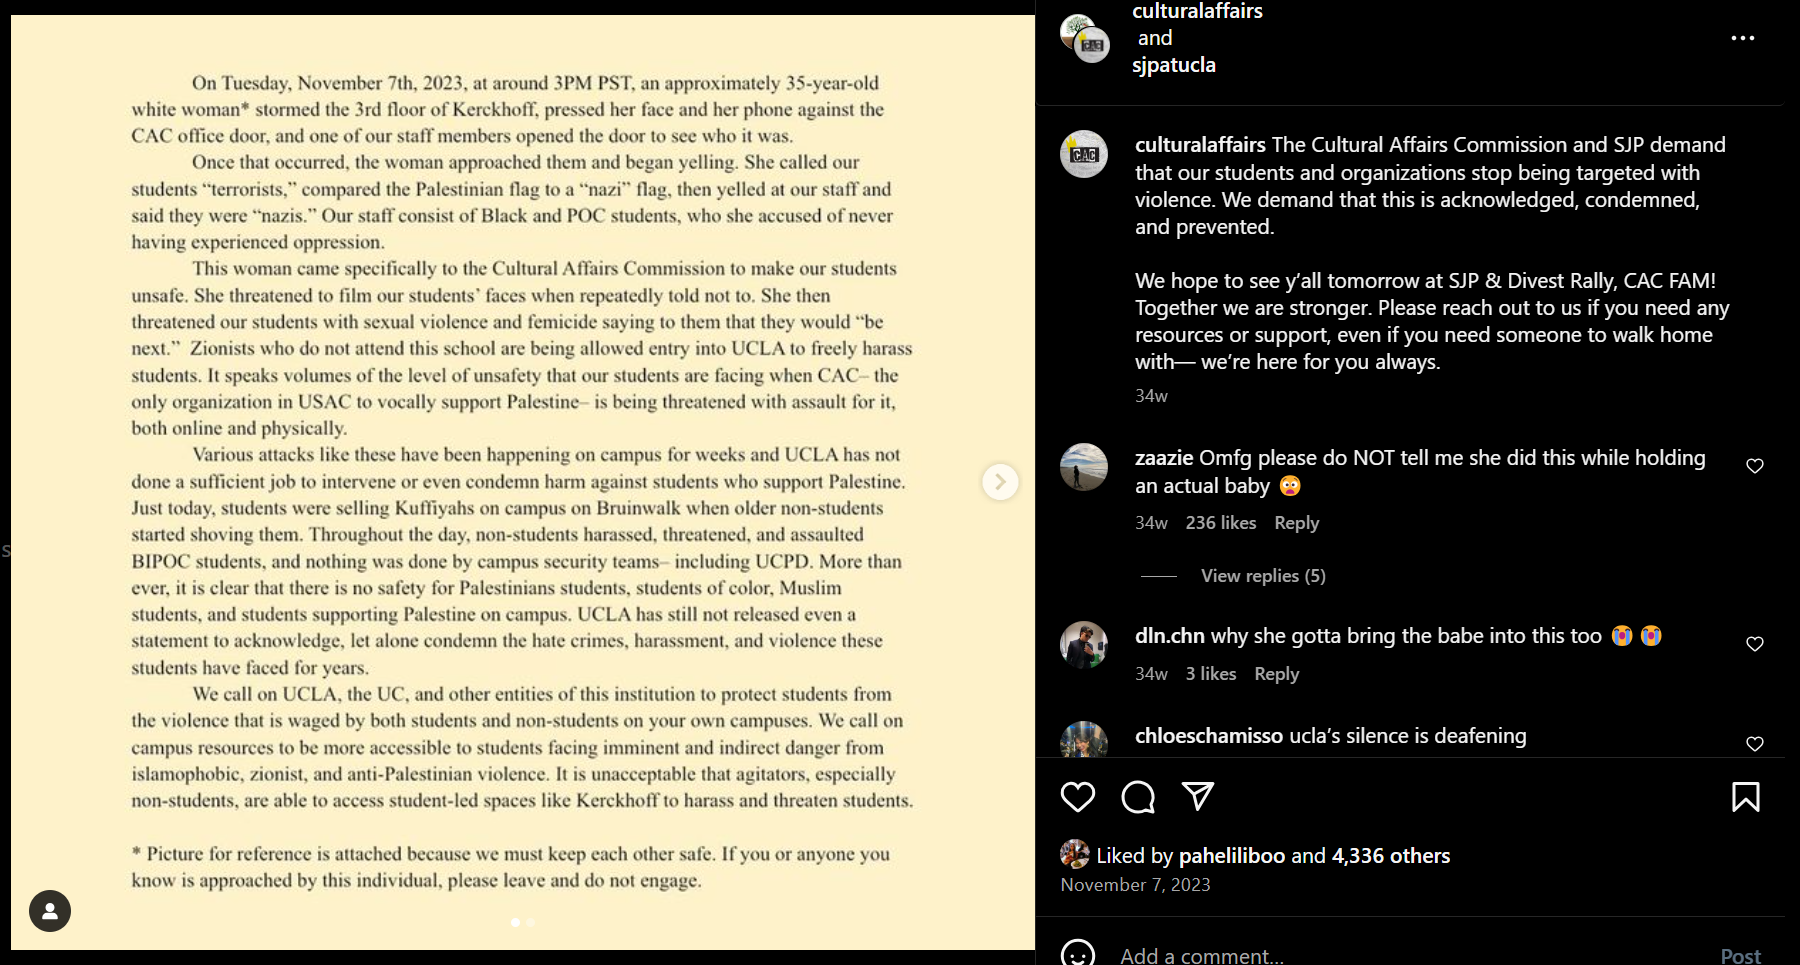 On Tuesday, November 7th, 2023, at around 3PM PST, an approximately 35-year-old
white woman* stormed the 3rd floor of Kerckhoff, pressed her face and her phone against the
CAC office door, and one of our staff members opened the door to see who it was.
Once that occurred, the woman approached them and began yelling. She called our
students “terrorists,” compared the Palestinian flag to a “nazi” flag, then yelled at our staff and
said they were “nazis.” Our staff consist of Black and POC students, who she accused of never
having experienced oppression.
This woman came specifically to the Cultural Affairs Commission to make our students
unsafe. She threatened to film our students’ faces when repeatedly told not to. She then
threatened our students with sexual violence and femicide saying to them that they would “be
next.” Zionists who do not attend this school are being allowed entry into UCLA to freely harass
students. It speaks volumes of the level of unsafety that our students are facing when CAC– the
only organization in USAC to vocally support Palestine– is being threatened with assault for it,
both online and physically.
Various attacks like these have been happening on campus for weeks and UCLA has not
done a sufficient job to intervene or even condemn harm against students who support Palestine.
Just today, students were selling Kuffiyahs on campus on Bruinwalk when older non-students
started shoving them. Throughout the day, non-students harassed, threatened, and assaulted
BIPOC students, and nothing was done by campus security teams– including UCPD. More than
ever, it is clear that there is no safety for Palestinians students, students of color, Muslim
students, and students supporting Palestine on campus. UCLA has still not released even a
statement to acknowledge, let alone condemn the hate crimes, harassment, and violence these
students have faced for years.
We call on UCLA, the UC, and other entities of this institution to protect students from
the violence that is waged by both students and non-students on your own campuses. We call on
campus resources to be more accessible to students facing imminent and indirect danger from
islamophobic, zionist, and anti-Palestinian violence. It is unacceptable that agitators, especially
non-students, are able to access student-led spaces like Kerckhoff to harass and threaten students.
* Picture for reference is attached because we must keep each other safe. If you or anyone you
know is approached by this individual, please leave and do not engage.
s
culturalaffairs
and
sjpatucla
CAC
CAC
culturalaffairs The Cultural Affairs Commission and SJP demand
that our students and organizations stop being targeted with
violence. We demand that this is acknowledged, condemned,
and prevented.
We hope to see y’all tomorrow at SJP & Divest Rally, CAC FAM!
Together we are stronger. Please reach out to us if you need any
resources or support, even if you need someone to walk home
with— we’re here for you always.
34w
zaazie Omfg please do NOT tell me she did this while holding
an actual baby 😨
34w 236 likes Reply
View replies (5)
dln.chn why she gotta bring the babe into this too 😭 😭
34w 3 likes Reply
chloeschamisso ucla’s silence is deafening
Liked by paheliliboo and 4,336 others
November 7, 2023
Add a comment...
Post